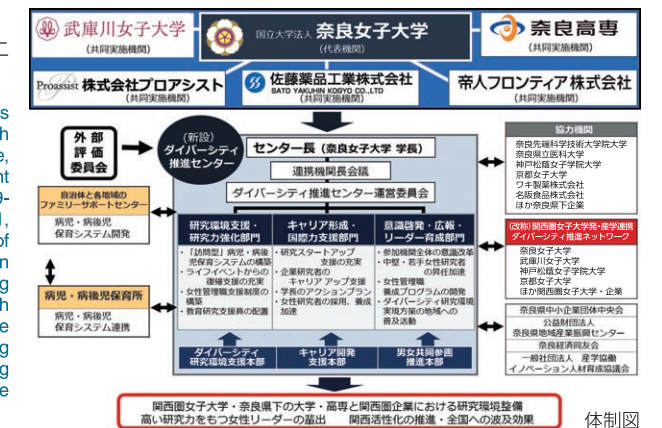 武庫川女子大学
(共同実施機関)
国立大学法人 奈良女子大学
(代表機関)
奈良高専
(共同実施機関)
Proassist 株式会社プロアシスト
(共同実施機関)
佐藤薬品工業株式会社
SATO YAKUHIN KOGYO CO.,LTD
(共同実施機関)
帝人フロンティア株式会社
(共同実施機関)
外部
評価
委員会
(新設)
ダイバーシティ
推進センター
センター長(奈良女子大学 学長)
連携機関長会議
ダイバーシティ推進センター運営委員会
自治体と各地域の
ファミリーサポートセンター
病児・病後児
保育システム開発
病児・病後児保育所
病児・病後児
保育システム連携
研究環境支援・
研究力強化部門
・「訪問型」病児・病後
児保育システムの構築
・ライフイベントからの
復帰支援の充実
・女性管理職支援制度の
構築
・教育研究支援員の配置
キャリア形成・
国際力支援部門
・研究スタートアップ
支援の充実
・企業研究者の
キャリア アップ支援
・学長のアクションプラン
・女性研究者の採用、養成
加速
意識啓発・広報・
リーダー育成部門
・参加機関全体の意識改革
・中堅・若手女性研究者
の昇任加速
・女性管理職
養成プログラムの開発
・ダイバーシティ研究環境
実現方策の地域への
普及活動
ダイバーシティ
研究環境支援本部
キャリア開発
支援本部
男女共同参画
推進本部
協力機関
奈良先端科学技術大学院大学
奈良県立医科大学
神戸松蔭女子学院大学
京都女子大学
ワキ製薬株式会社
名阪食品株式会社
ほか奈良県下企業
(改称)関西圏女子大学発・産学連携
ダイバーシティ推進ネットワーク
奈良女子大学
武庫川女子大学
神戸松蔭女子学院大学
京都女子大学
ほか関西圏女子大学・企業
奈良県中小企業団体中央会
公益財団法人
奈良県地域産業振興センター
奈良経済同友会
一般社団法人 産学協働
イノベーション人材育成協議会
関西圏女子大学・奈良県下の大学・高専と関西圏企業における研究環境整備
高い研究力をもつ女性リーダーの輩出 関西活性化の推進・全国への波及効果
体制図